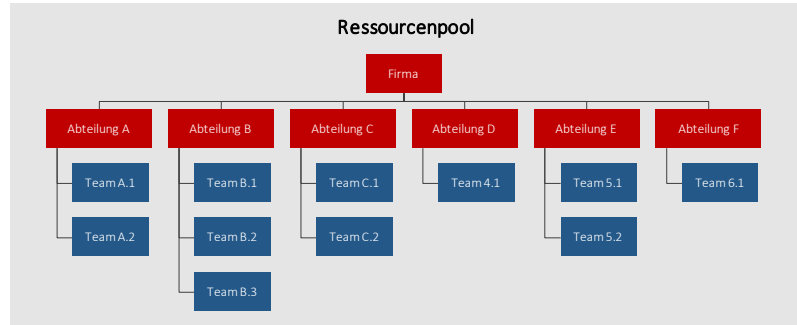 Ressourcenpool
Firma
Abteilung A
Abteilung B
Abteilung C
Abteilung D
Abteilung E
Abteilung F
Team A.1
Team B.1
Team C.1
Team 4.1
Team 5.1
Team 6.1
Team A.2
Team B.2
Team C.2
Team 5.2
Team B.3